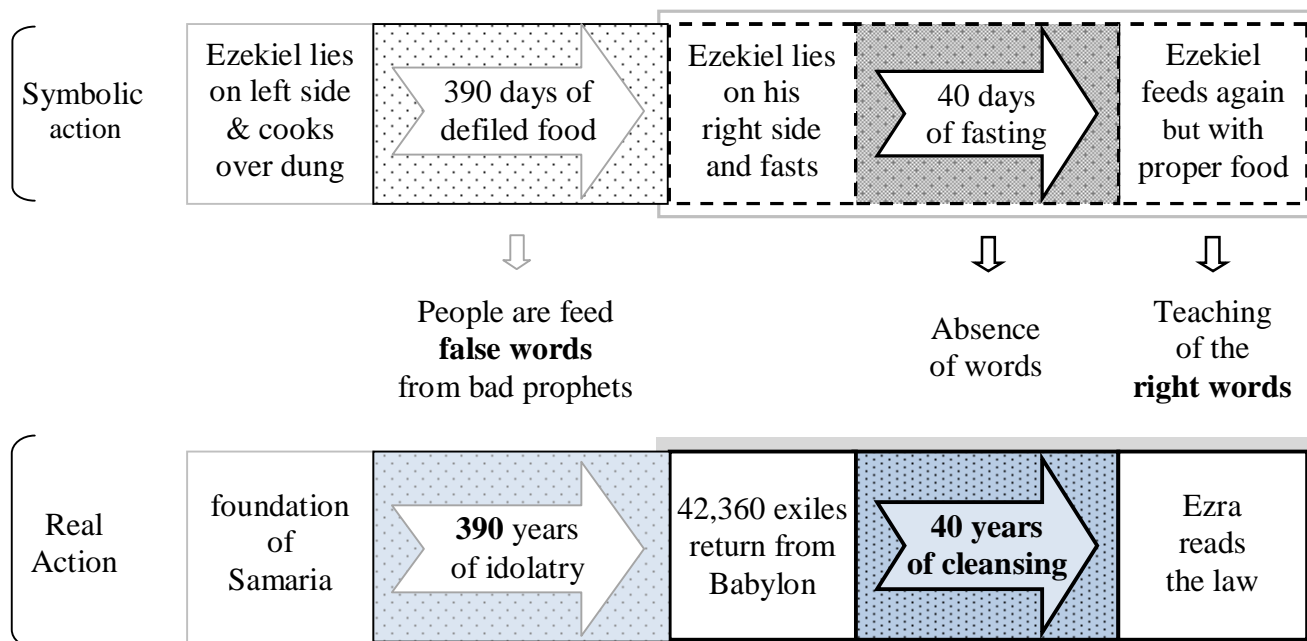 Symbolic
action
Ezekiel lies
on left side
& cooks
over dung
390 days of
defiled food
Ezekiel lies
on his
right side
and fasts
40 days
of fasting
Ezekiel
feeds again
but with
proper food
People are feed
false words
from bad prophets
Absence
of words
Teaching
of the
right words
Real
Action
foundation
of
Samaria
390 years
of idolatry
42,360 exiles
return from
Babylon
40 years
of cleansing
Ezra
reads
the law